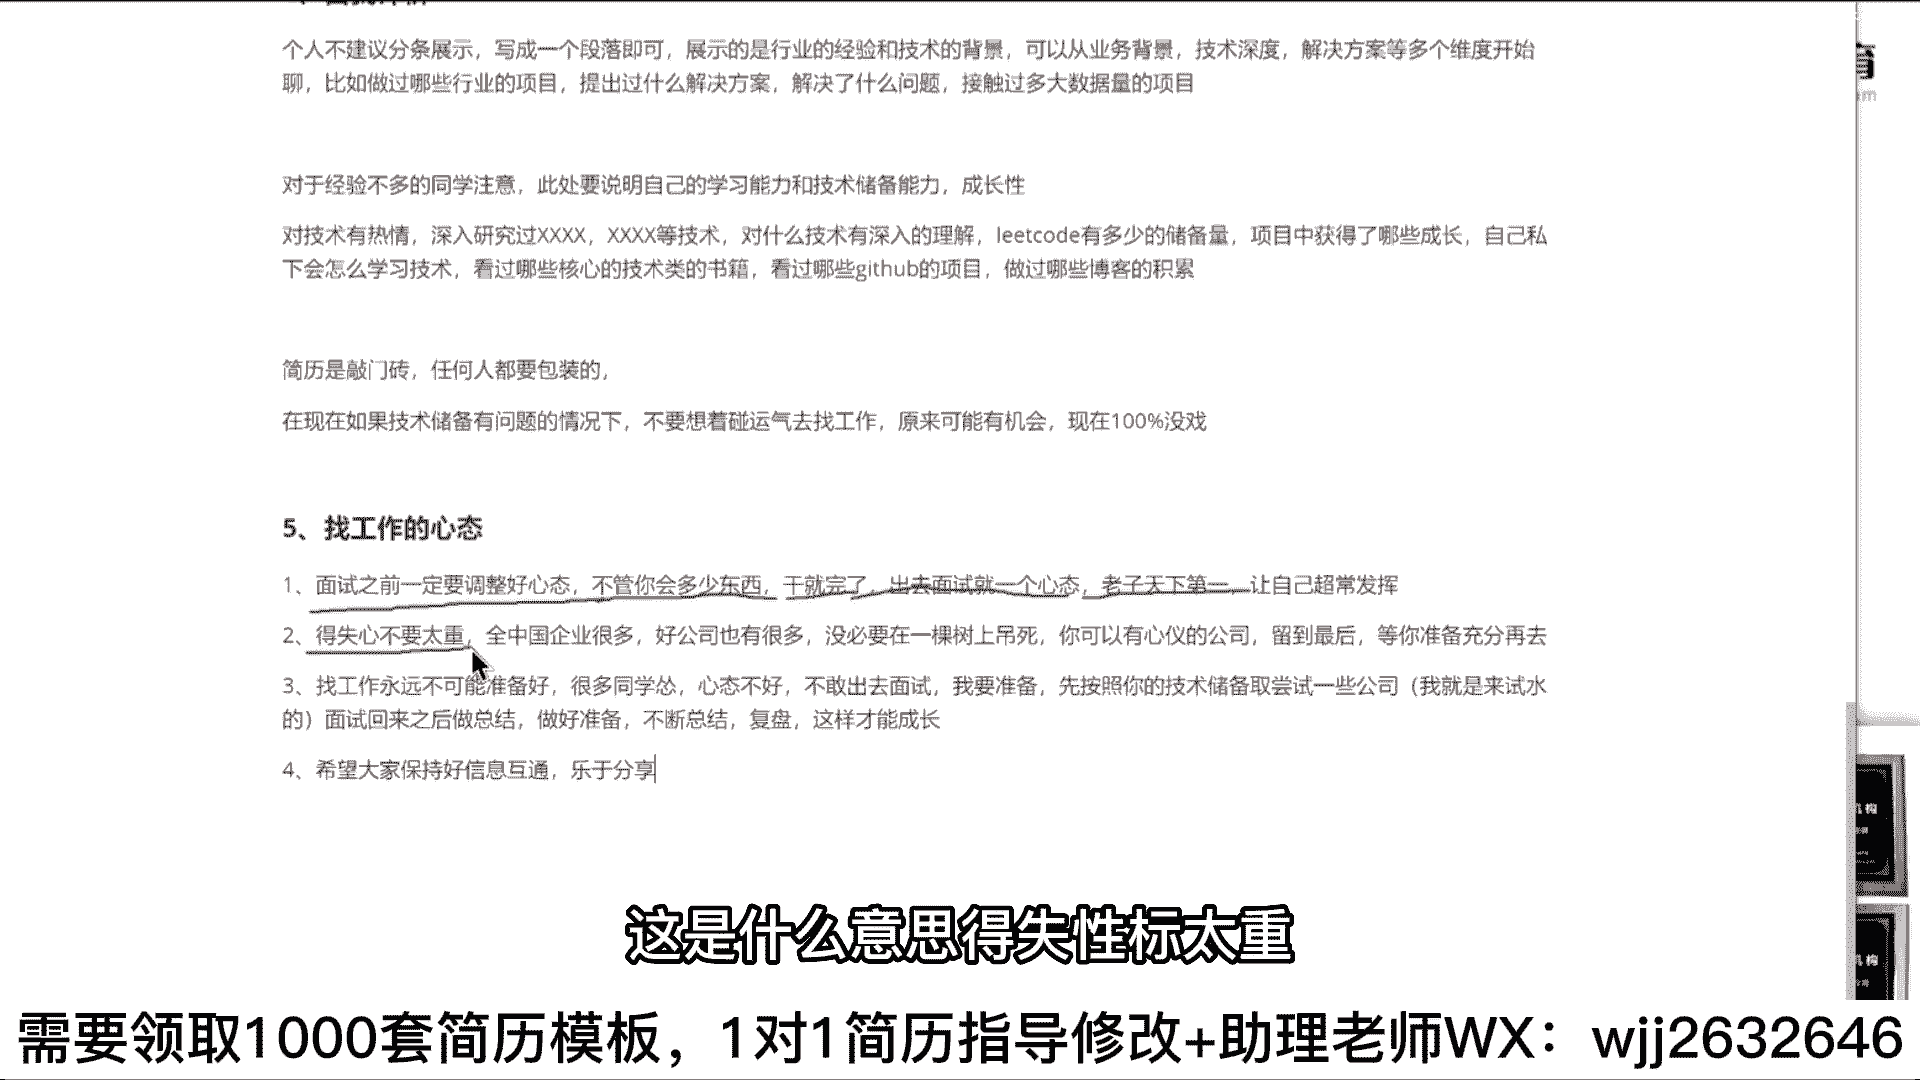 个人不建议分条展示，写成一个段落即可，展示的是行业的经验和技术的背景，可以从业务背景，技术深度，解决方案等多个维度开始
聊，比如做过哪些行业的项目，提出过什么解决方案，解决了什么问题，接触过多大数据量的项目
对于经验不多的同学注意，此处要说明自己的学习能力和技术储备能力，成长性
对技术有热情，深入研究过XXXX，XXXX等技术，对什么技术有深入的理解，leetcode有多少的储备量，项目中获得了哪些成长，自己私
下会怎么学习技术，看过哪些核心的技术类的书籍，看过哪些github的项目，做过哪些博客的积累
简历是敲门砖，任何人都要包装的，
在现在如果技术储备有问题的情况下，不要想着碰运气去找工作，原来可能有机会，现在100%没戏
5、找工作的心态
1、面试之前一定要调整好心态，不管你会多少东西，干就完了，出去面试就一个心态，老子天下第一，让自己超常发挥
2、得失心不要太重，全中国企业很多，好公司也有很多，没必要在一棵树上吊死，你可以有心仪的公司，留到最后，等你准备充分再去
3、找工作永远不可能准备好，很多同学怂，心态不好，不敢出去面试，我要准备，先按照你的技术储备取尝试一些公司（我就是来试水
的）面试回来之后做总结，做好准备，不断总结，复盘，这样才能成长
4、希望大家保持好信息互通，乐于分享
育
om
机构
机构
这是什么意思得失性标太重
需要领取1000套简历模板，1对1简历指导修改+助理老师WX：wjj2632646